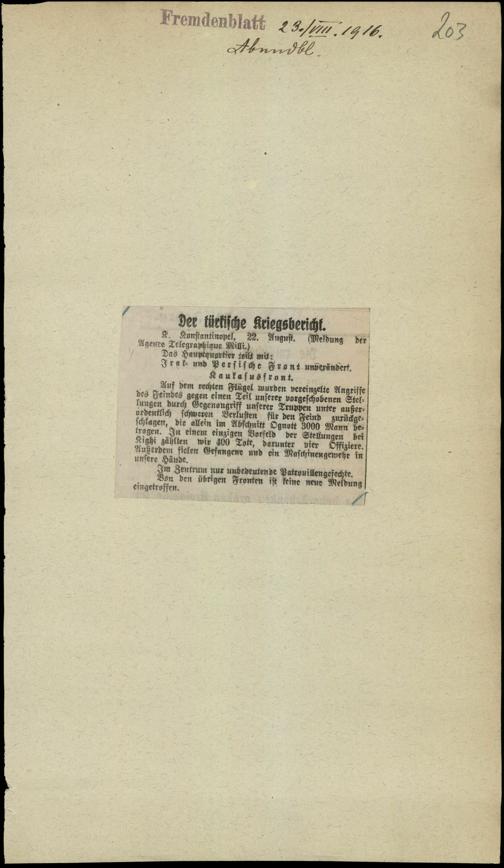 Fremdenblatt 23./VIII. 1916.
203
Abendbl.
Der türkische Kriegsbericht.
K. Konstantinopel, 22. August. (Meldung der
Agence Telegraphique Milli.)
Das Hauptquartier teilt mit:
Irak- und Persische Front unverändert.
Kaukasusfront.
Auf dem rechten Flügel wurden vereinzelte Angriffe
des Feindes gegen einen Teil unserer vorgeschobenen Stel-
lungen durch Gegenangriff unserer Truppen unter außer-
ordentlich schweren Verlusten für den Feind zurückge-
schlagen, die allein im Abschnitt Ognott 3000 Mann be-
tragen. In einem einzigen Vorfeld der Stellungen bei
Kighi zählten wir 400 Tote, darunter vier Offiziere.
Außerdem fielen Gefangene und ein Maschinengewehr in
unsere Hände.
Im Zentrum nur unbedeutende Patrouillengefechte.
Von den übrigen Fronten ist keine neue Meldung
eingetroffen.